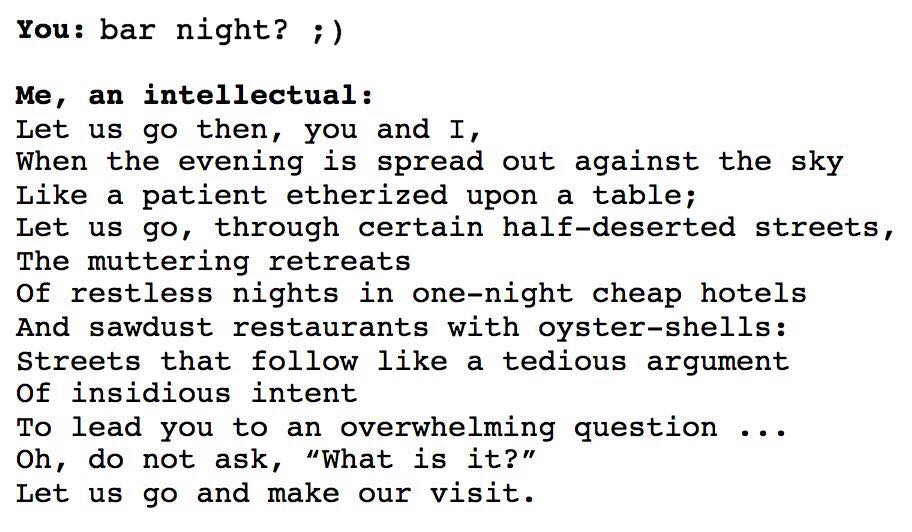 You: bar night? ;)
Me, an intellectual:
Let us go then, you and I,
When the evening is spread out against the sky
Like a patient etherized upon a table;
Let us go, through certain half-deserted streets,
The muttering retreats
Of restless nights in one-night cheap hotels
And sawdust restaurants with oyster-shells:
Streets that follow like a tedious argument
Of insidious intent
To lead you to an overwhelming question ...
Oh, do not ask, “What is it?”
Let us go and make our visit.